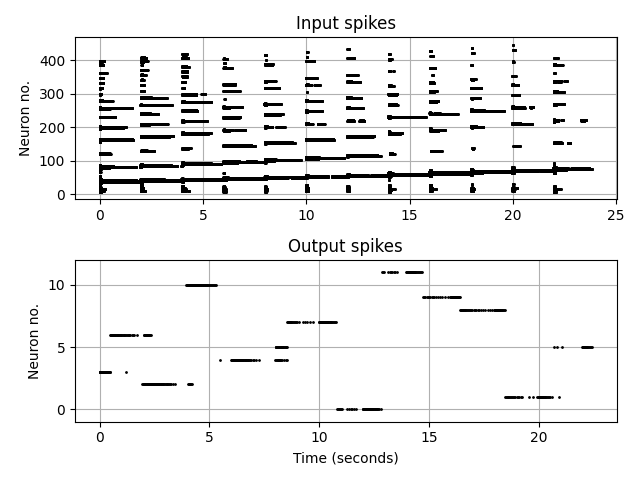 Input spikes
Neuron no.
400
300
200
100
0
0 5 10 15 20 25
Output spikes
Neuron no.
10
5
0
0 5 10 15 20
Time (seconds)